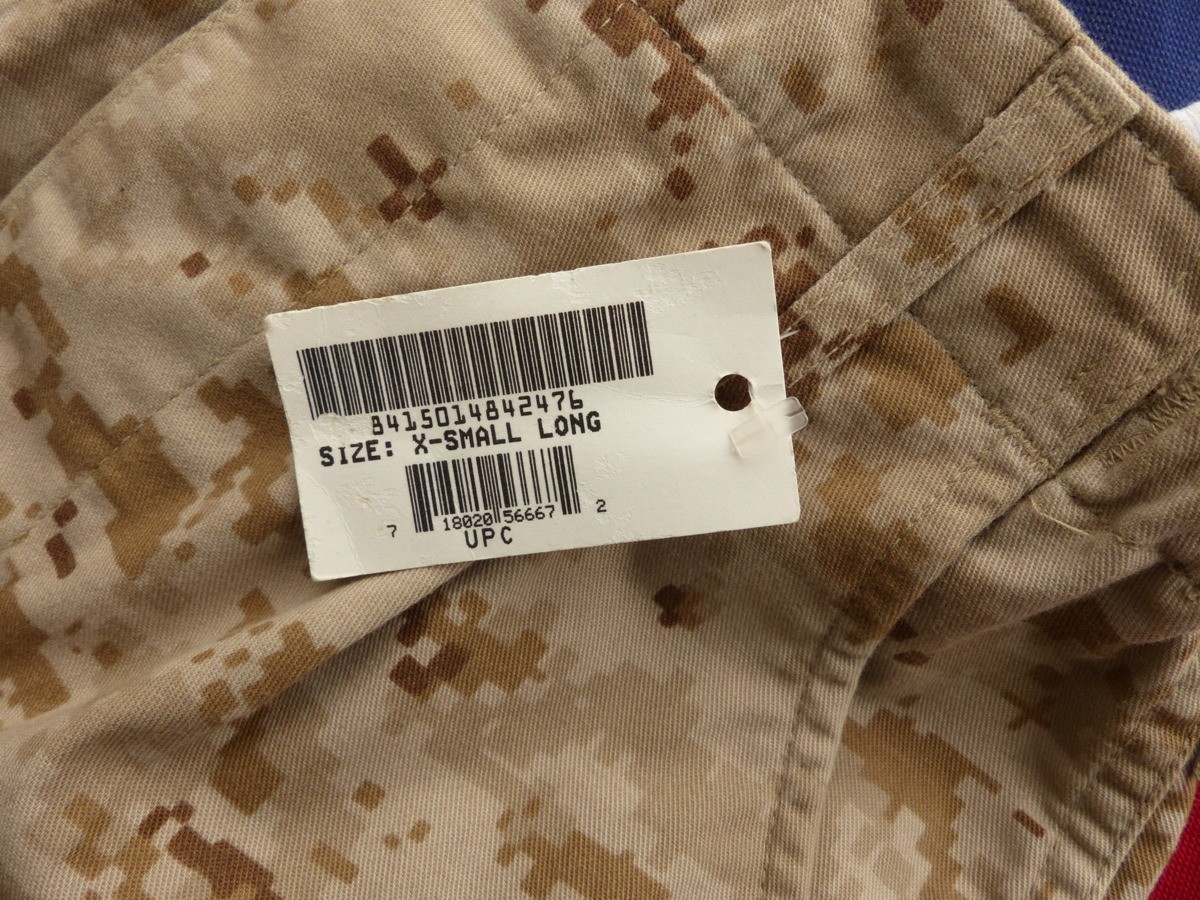 8415014842476
SIZE: X-SMALL LONG
7 18020 56667 2
UPC